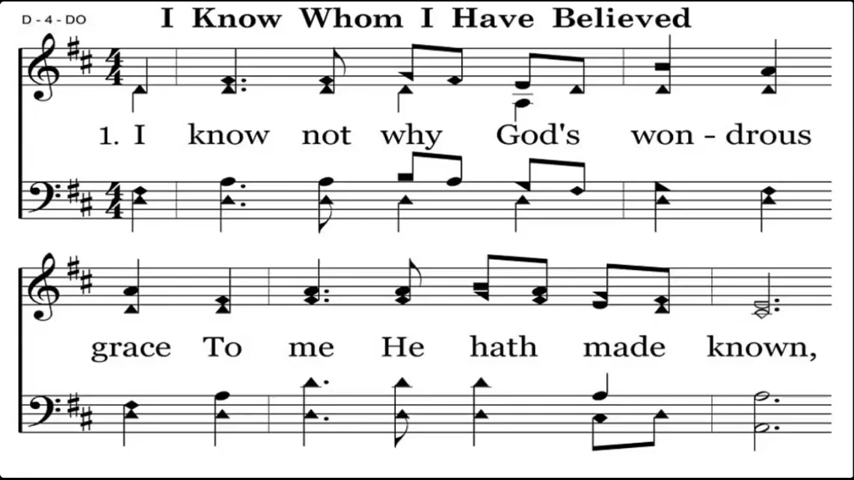 D - 4 - DO
I Know Whom I Have Believed
1. I know not why God's won - drous
grace To me He hath made known,